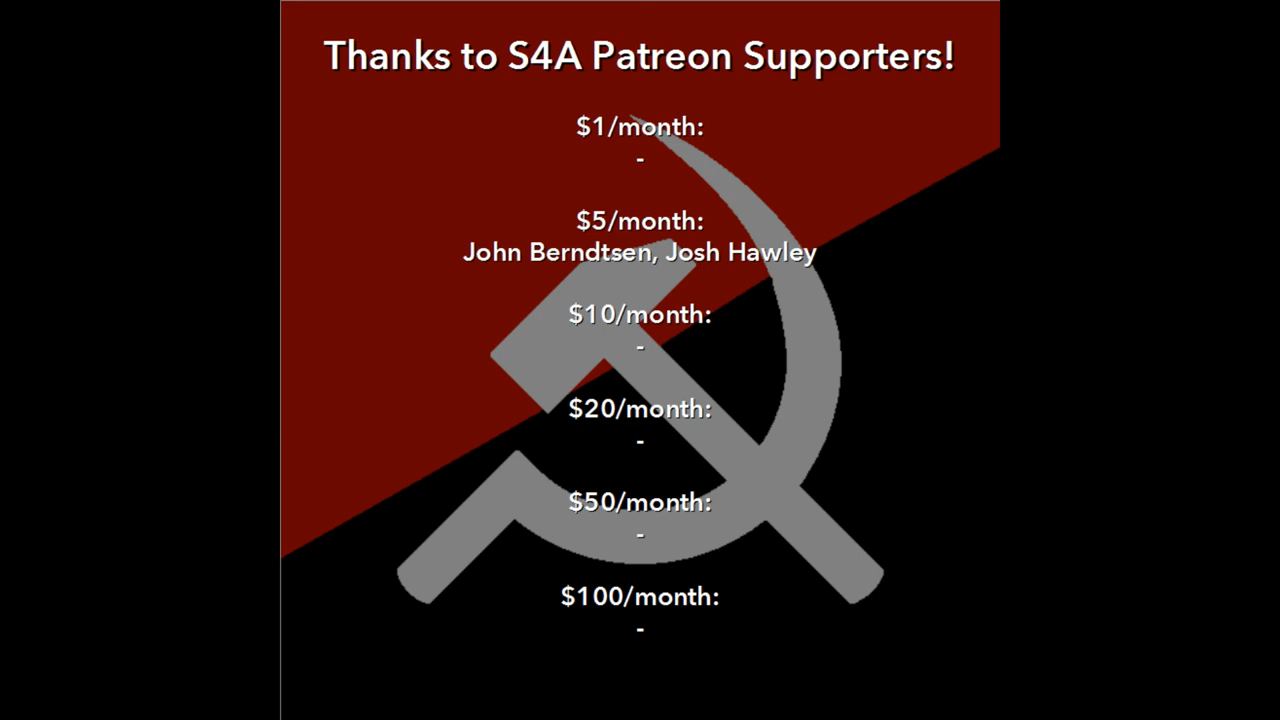 Thanks to S4A Patreon Supporters!
$1/month:
-
$5/month:
John Berndtsen, Josh Hawley
$10/month:
-
$20/month:
-
$50/month:
-
$100/month:
-